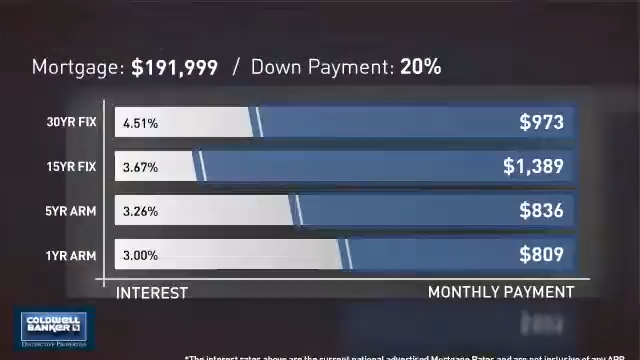 Mortgage: $191,999 / Down Payment: 20%
30YR FIX 4.51% $973
15YR FIX 3.67% $1,389
5YR ARM 3.26% $836
1YR ARM 3.00% $809
INTEREST MONTHLY PAYMENT
COLDWELL
BANKER
DISTINCTIVE PROPERTIES
*The interest rates above are the current national advertised Mortgage Rates and are not inclusive of any APR